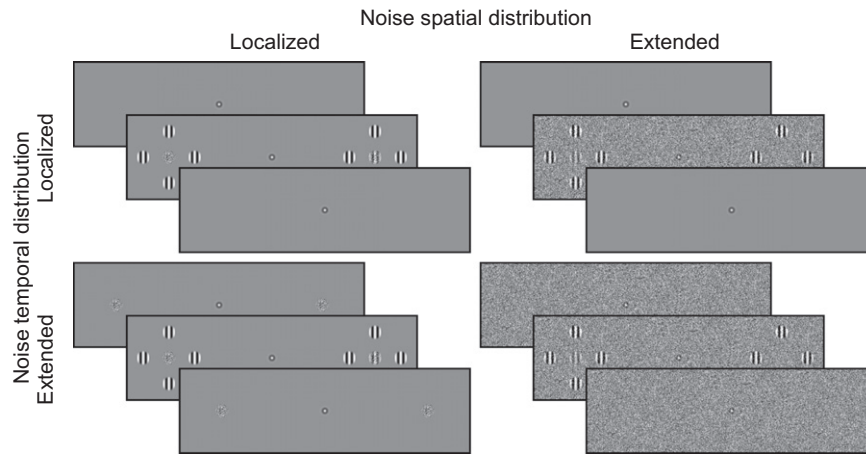 Noise spatial distribution
Localized
Extended
Noise temporal distribution
Localized
Extended